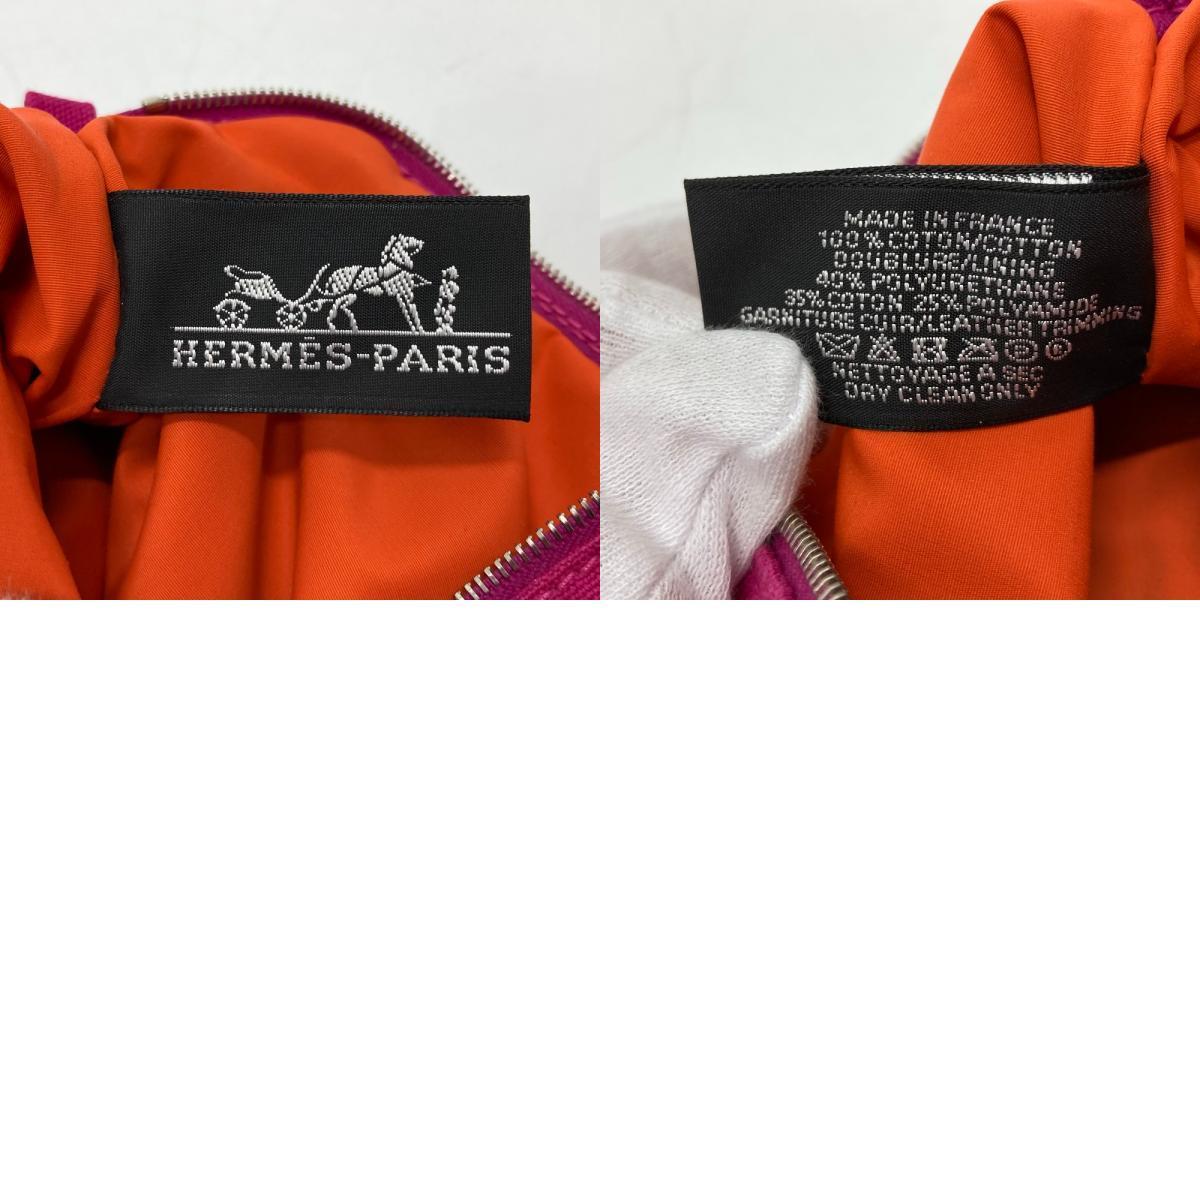 HERMÈS-PARIS
MADE IN FRANCE
100% COTON/COTTON
DOUBLURE/LINING
40% POLYURETHANE
35% COTON 25% POLYAMIDE
GARNITURE CUIR/LEATHER TRIMMING
NETTOYAGE A SEC
DRY CLEAN ONLY